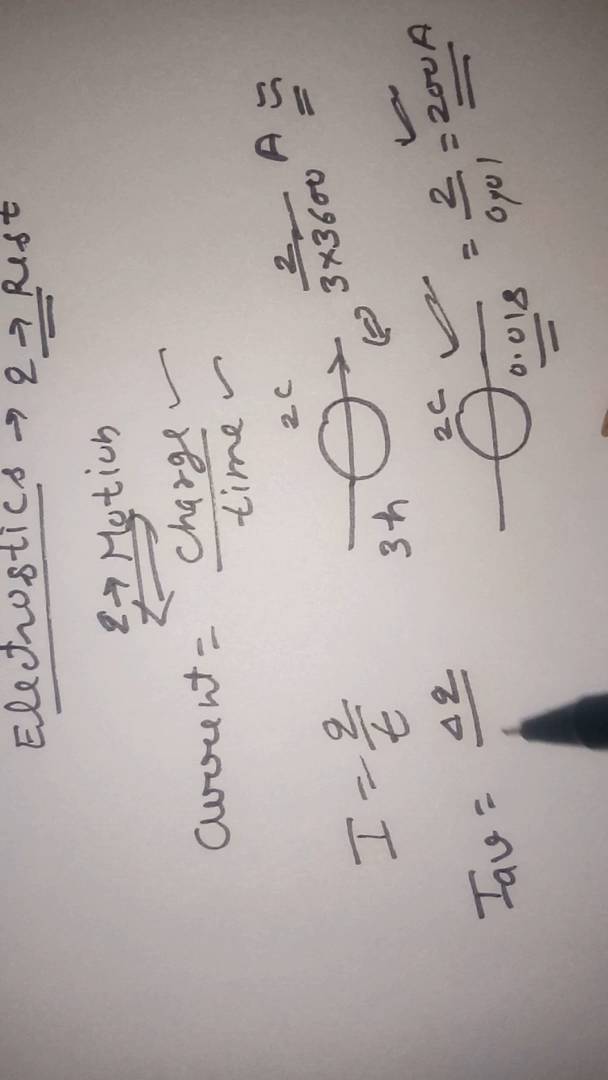 Electrostics → q → Rest
q → Motion
Current = charge / time
I = q / t
2C
3h
2 / 3×3600 A
Iav = Δq
2C
0.01s
= 2 / 0.01 = 200A